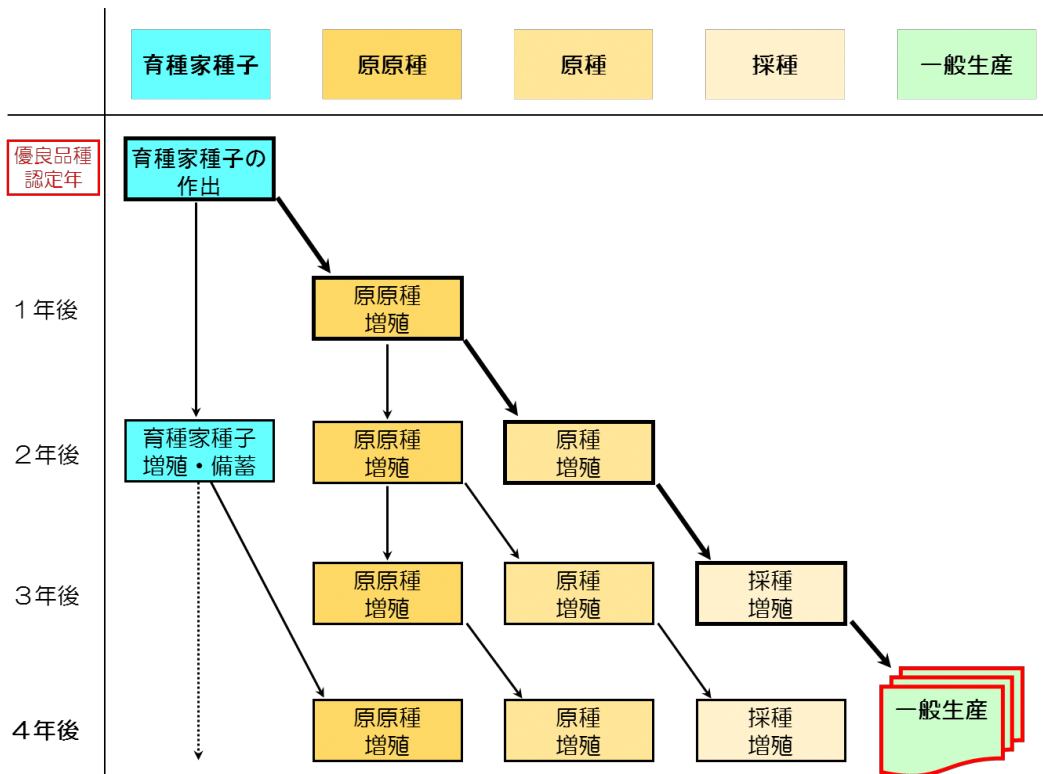 育種家種子
原原種
原種
採種
一般生産
優良品種
認定年
育種家種子の
作出
1年後
原原種
増殖
2年後
育種家種子
増殖・備蓄
原原種
増殖
原種
増殖
3年後
原原種
増殖
原種
増殖
採種
増殖
4年後
原原種
増殖
原種
増殖
採種
増殖
一般生産